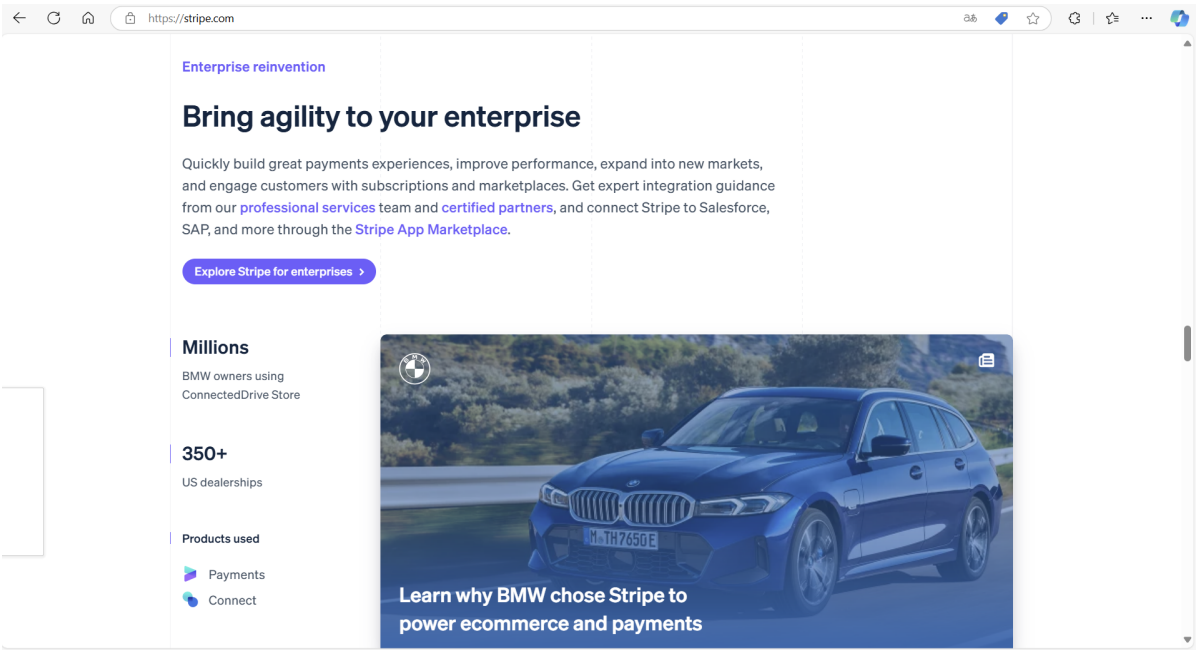 https://stripe.com
Enterprise reinvention
Bring agility to your enterprise
Quickly build great payments experiences, improve performance, expand into new markets,
and engage customers with subscriptions and marketplaces. Get expert integration guidance
from our professional services team and certified partners, and connect Stripe to Salesforce,
SAP, and more through the Stripe App Marketplace.
Explore Stripe for enterprises
Millions
BMW owners using
ConnectedDrive Store
350+
US dealerships
Products used
Payments
Connect
BMW
M TH 7650E
Learn why BMW chose Stripe to
power ecommerce and payments